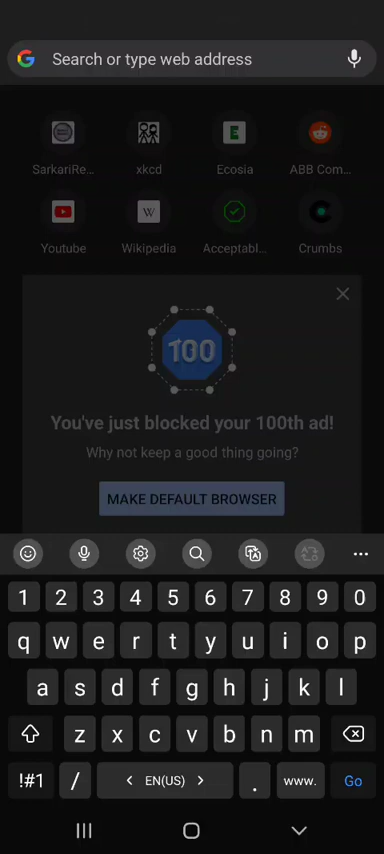 Search or type web address
SarkariRe... xkcd Ecosia ABB Com...
Youtube Wikipedia Acceptabl... Crumbs
100
You've just blocked your 100th ad!
Why not keep a good thing going?
MAKE DEFAULT BROWSER
1 2 3 4 5 6 7 8 9 0
q w e r t y u i o p
a s d f g h j k l
z x c v b n m
!#1 / < EN(US) > . www. Go